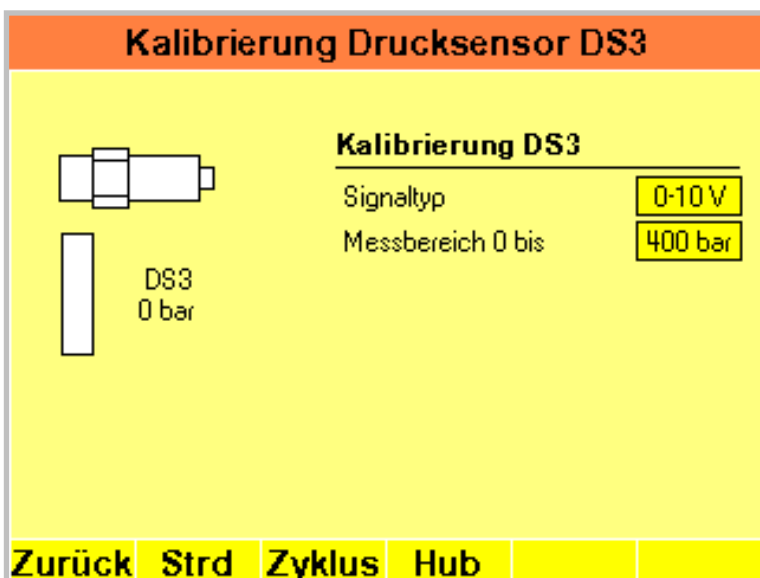 Kalibrierung Drucksensor DS3
Kalibrierung DS3
Signaltyp 0-10 V
Messbereich 0 bis 400 bar
DS3
0 bar
Zurück Strd Zyklus Hub